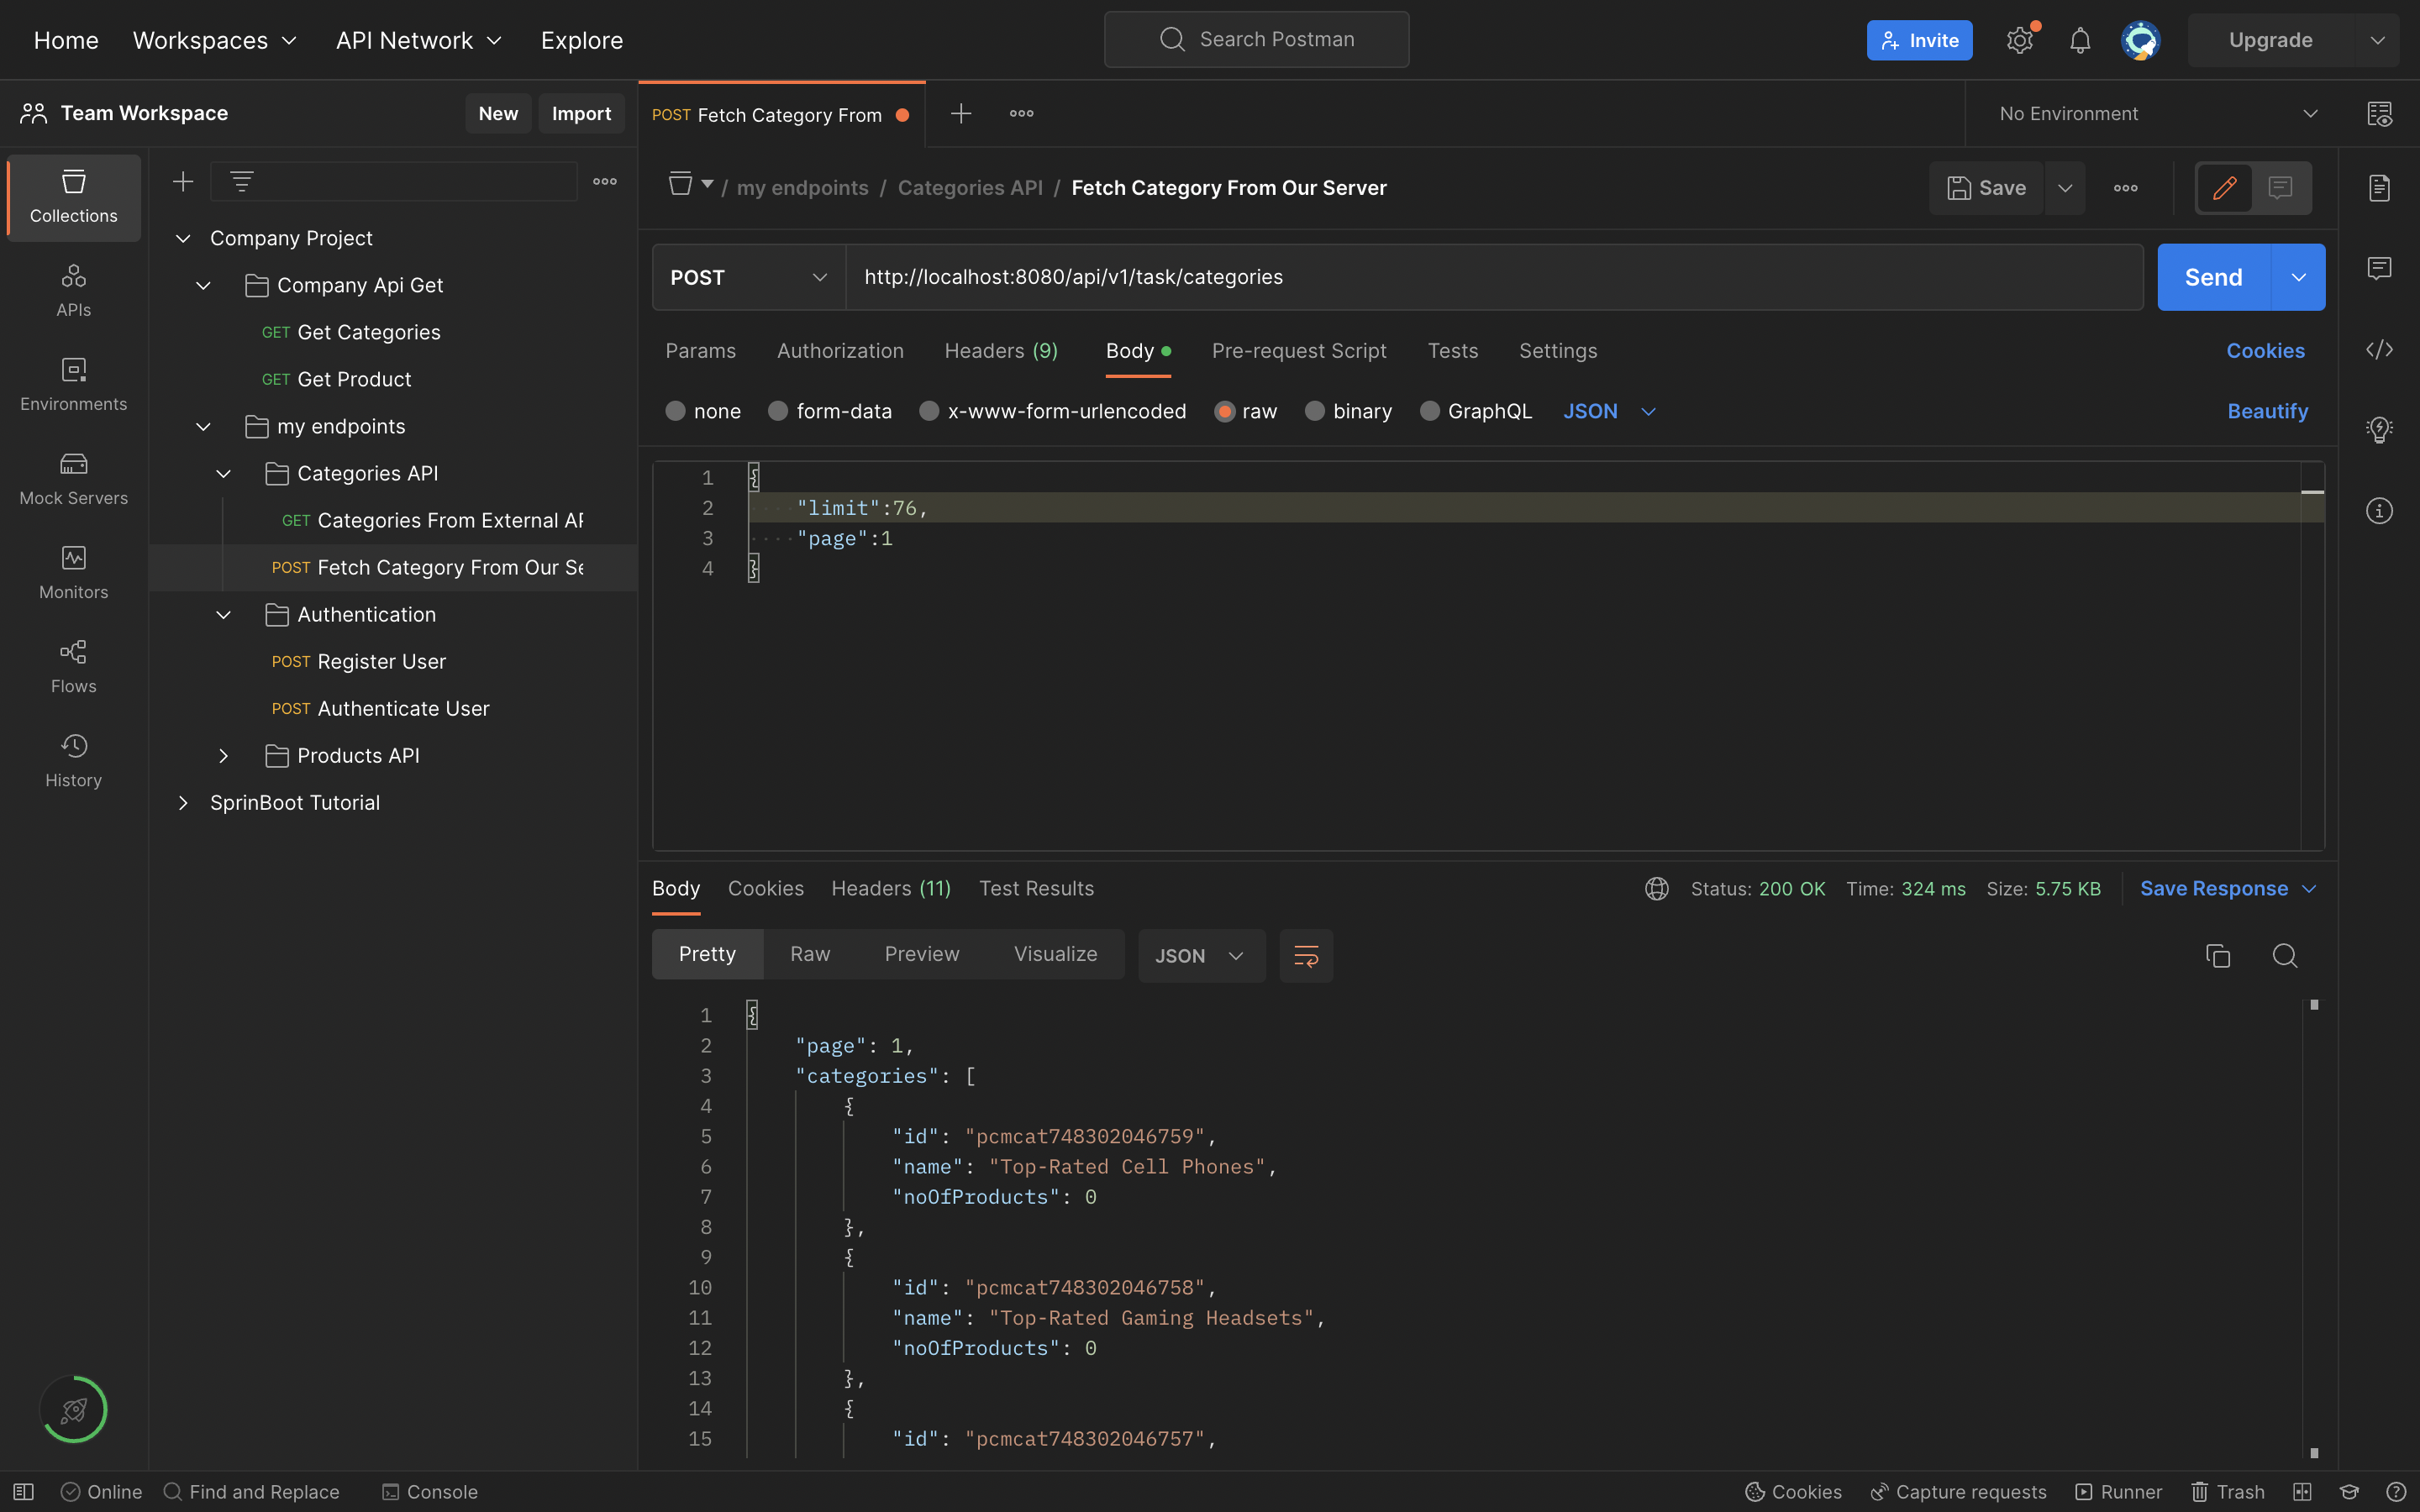 Home Workspaces API Network Explore Search Postman Invite Upgrade
Team Workspace New Import POST Fetch Category From No Environment
Collections
APIs
Environments
Mock Servers
Monitors
Flows
History
Company Project
Company Api Get
GET Get Categories
GET Get Product
my endpoints
Categories API
GET Categories From External AP
POST Fetch Category From Our Se
Authentication
POST Register User
POST Authenticate User
Products API
SprinBoot Tutorial
/ my endpoints / Categories API / Fetch Category From Our Server Save
POST http://localhost:8080/api/v1/task/categories Send
Params Authorization Headers (9) Body Pre-request Script Tests Settings Cookies
none form-data x-www-form-urlencoded raw binary GraphQL JSON Beautify
1 {
2 "limit":76,
3 "page":1
4 }
Body Cookies Headers (11) Test Results Status: 200 OK Time: 324 ms Size: 5.75 KB Save Response
Pretty Raw Preview Visualize JSON
1 {
2 "page": 1,
3 "categories": [
4 {
5 "id": "pcmcat748302046759",
6 "name": "Top-Rated Cell Phones",
7 "noOfProducts": 0
8 },
9 {
10 "id": "pcmcat748302046758",
11 "name": "Top-Rated Gaming Headsets",
12 "noOfProducts": 0
13 },
14 {
15 "id": "pcmcat748302046757",
Online Find and Replace Console Cookies Capture requests Runner Trash